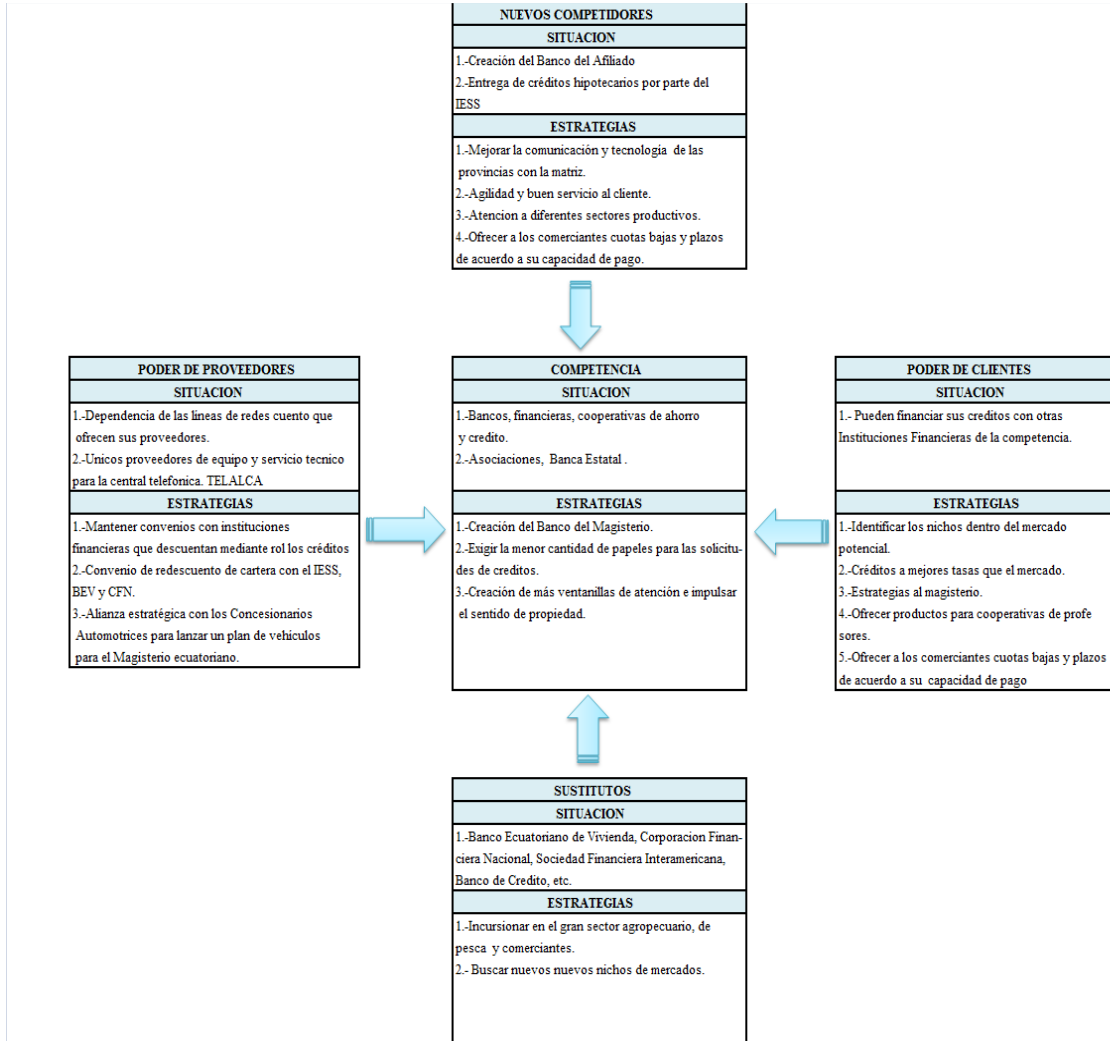 NUEVOS COMPETIDORES
SITUACION
1.-Creación del Banco del Afiliado
2.-Entrega de créditos hipotecarios por parte del
IESS
ESTRATEGIAS
1.-Mejorar la comunicación y tecnología de las
provincias con la matriz.
2.-Agilidad y buen servicio al cliente.
3.-Atencion a diferentes sectores productivos.
4.-Ofrecer a los comerciantes cuotas bajas y plazos
de acuerdo a su capacidad de pago.
PODER DE PROVEEDORES
SITUACION
1.-Dependencia de las lineas de redes cuento que
ofrecen sus proveedores.
2.-Unicos proveedores de equipo y servicio tecnico
para la central telefonica. TELALCA
ESTRATEGIAS
1.-Mantener convenios con instituciones
financieras que descuentan mediante rol los créditos
2.-Convenio de redescuento de cartera con el IESS,
BEV y CFN.
3.-Alianza estratégica con los Concesionarios
Automotrices para lanzar un plan de vehículos
para el Magisterio ecuatoriano.
COMPETENCIA
SITUACION
1.-Bancos, financieras, cooperativas de ahorro
y credito.
2.-Asociaciones, Banca Estatal .
ESTRATEGIAS
1.-Creación del Banco del Magisterio.
2.-Exigir la menor cantidad de papeles para las solicitu-
des de creditos.
3.-Creación de más ventanillas de atención e impulsar
el sentido de propiedad.
PODER DE CLIENTES
SITUACION
1.- Pueden financiar sus creditos con otras
Instituciones Financieras de la competencia.
ESTRATEGIAS
1.-Identificar los nichos dentro del mercado
potencial.
2.-Créditos a mejores tasas que el mercado.
3.-Estrategias al magisterio.
4.-Ofrecer productos para cooperativas de profe
sores.
5.-Ofrecer a los comerciantes cuotas bajas y plazos
de acuerdo a su capacidad de pago
SUSTITUTOS
SITUACION
1.-Banco Ecuatoriano de Vivienda, Corporacion Finan-
ciera Nacional, Sociedad Financiera Interamericana,
Banco de Credito, etc.
ESTRATEGIAS
1.-Incursionar en el gran sector agropecuario, de
pesca y comerciantes.
2.- Buscar nuevos nuevos nichos de mercados.